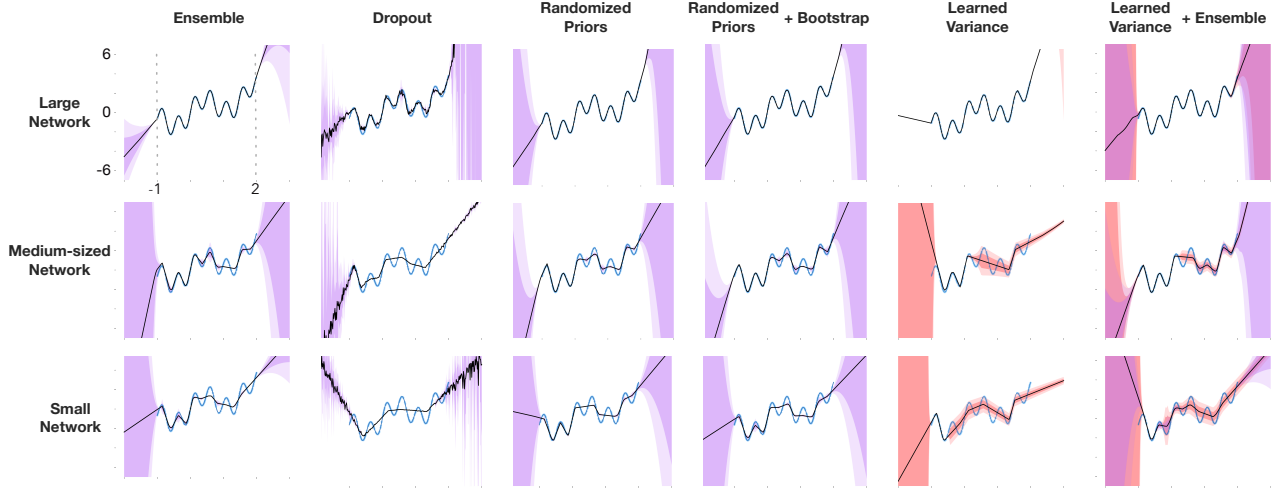 Ensemble
Dropout
Randomized
Priors
Randomized
Priors
+ Bootstrap
Learned
Variance
Learned
Variance
+ Ensemble
Large
Network
6
0
-6
-1
2
Medium-sized
Network
Small
Network